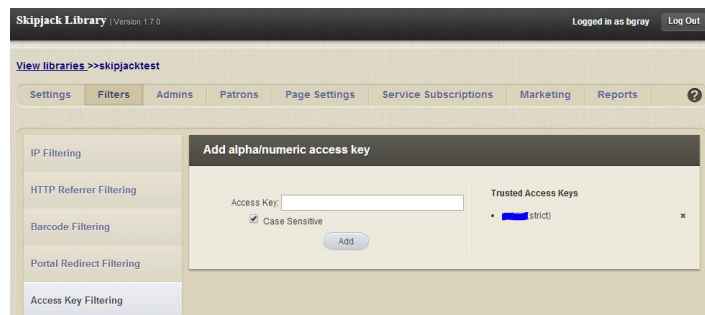 Skipjack Library | Version 1.7.0 Logged in as bgray Log Out
View libraries >>skipjacktest
Settings Filters Admins Patrons Page Settings Service Subscriptions Marketing Reports ?
IP Filtering
HTTP Referrer Filtering
Barcode Filtering
Portal Redirect Filtering
Access Key Filtering
Add alpha/numeric access key
Access Key:
Case Sensitive
Add
Trusted Access Keys
strict)
×